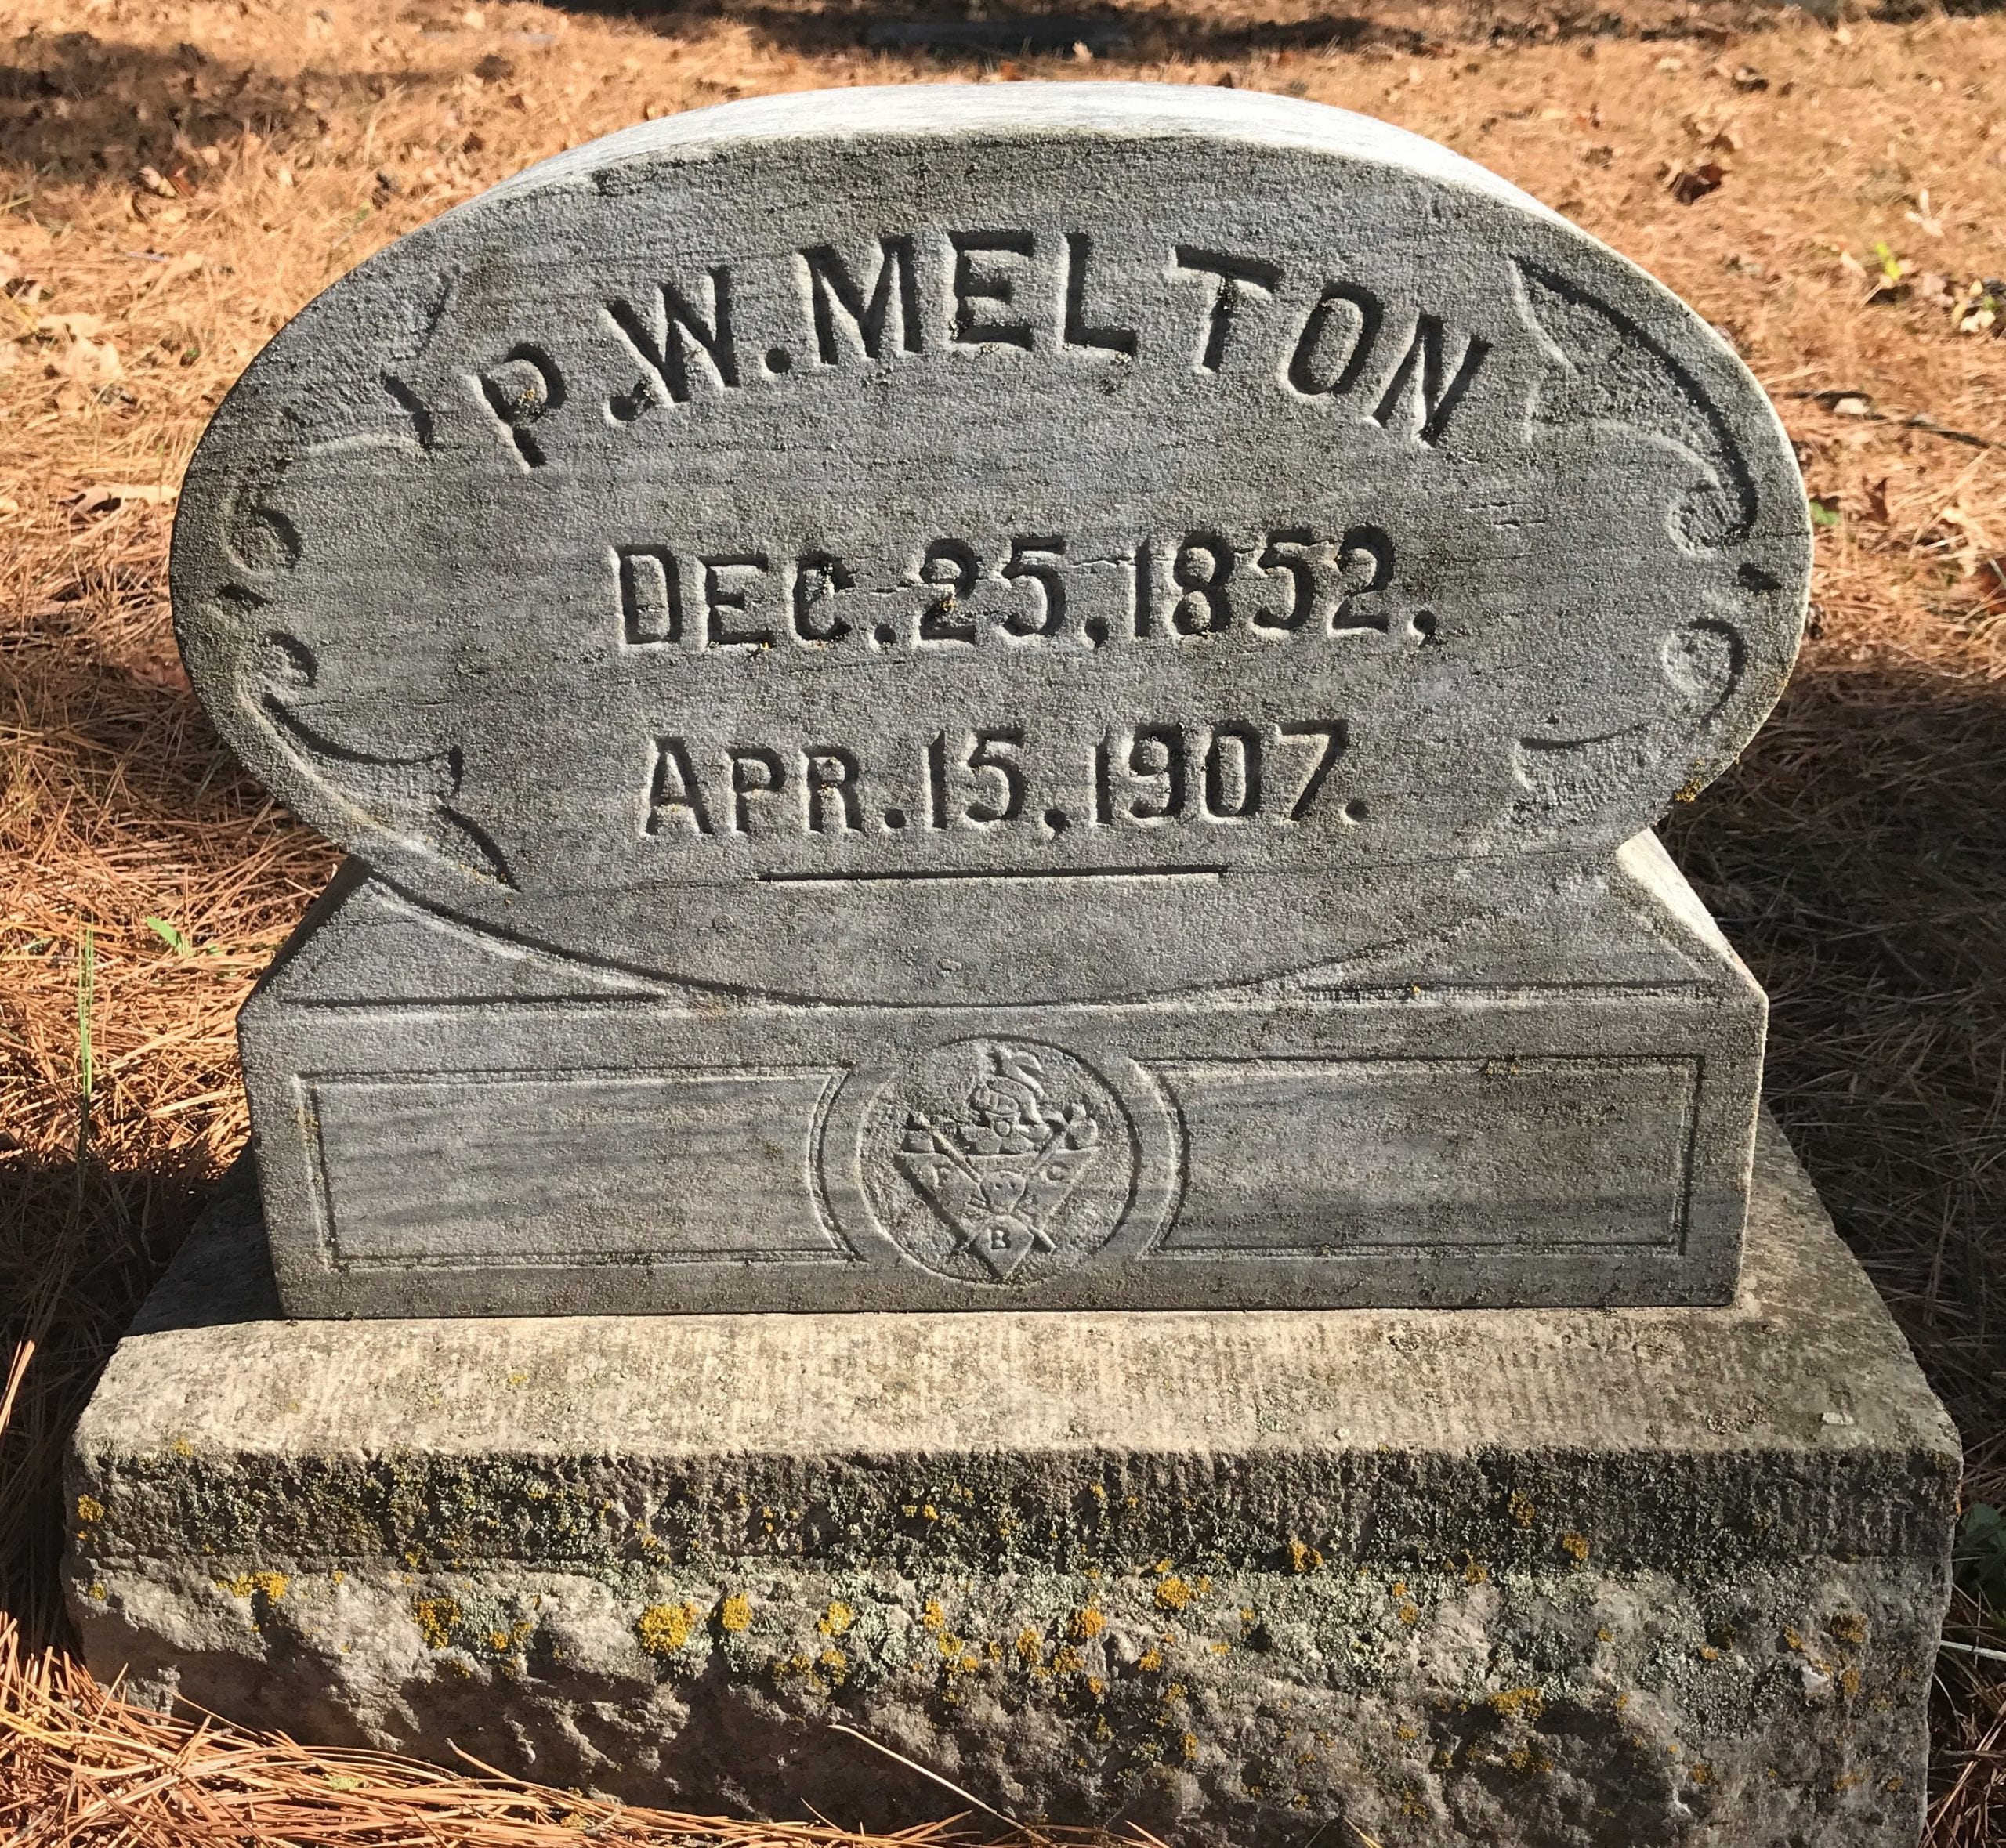 P.W. MELTON
DEC. 25, 1852,
APR. 15, 1907.
F C
B